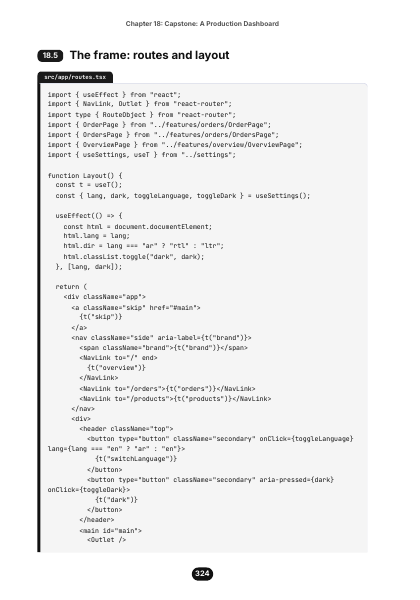 Chapter 18: Capstone: A Production Dashboard
18.5 The frame: routes and layout
src/app/routes.tsx
import { useEffect } from "react";
import { NavLink, Outlet } from "react-router";
import type { RouteObject } from "react-router";
import { OrderPage } from "../features/orders/OrderPage";
import { OrdersPage } from "../features/orders/OrdersPage";
import { OverviewPage } from "../features/overview/OverviewPage";
import { useSettings, useT } from "../settings";

function Layout() {
  const t = useT();
  const { lang, dark, toggleLanguage, toggleDark } = useSettings();

  useEffect(() => {
    const html = document.documentElement;
    html.lang = lang;
    html.dir = lang === "ar" ? "rtl" : "ltr";
    html.classList.toggle("dark", dark);
  }, [lang, dark]);

  return (
    <div className="app">
      <a className="skip" href="#main">
        {t("skip")}
      </a>
      <nav className="side" aria-label={t("brand")}>
        <span className="brand">{t("brand")}</span>
        <NavLink to="/" end>
          {t("overview")}
        </NavLink>
        <NavLink to="/orders">{t("orders")}</NavLink>
        <NavLink to="/products">{t("products")}</NavLink>
      </nav>
      <div>
        <header className="top">
          <button type="button" className="secondary" onClick={toggleLanguage}
lang={lang === "en" ? "ar" : "en"}>
            {t("switchLanguage")}
          </button>
          <button type="button" className="secondary" aria-pressed={dark}
onClick={toggleDark}>
            {t("dark")}
          </button>
        </header>
        <main id="main">
          <Outlet />
324